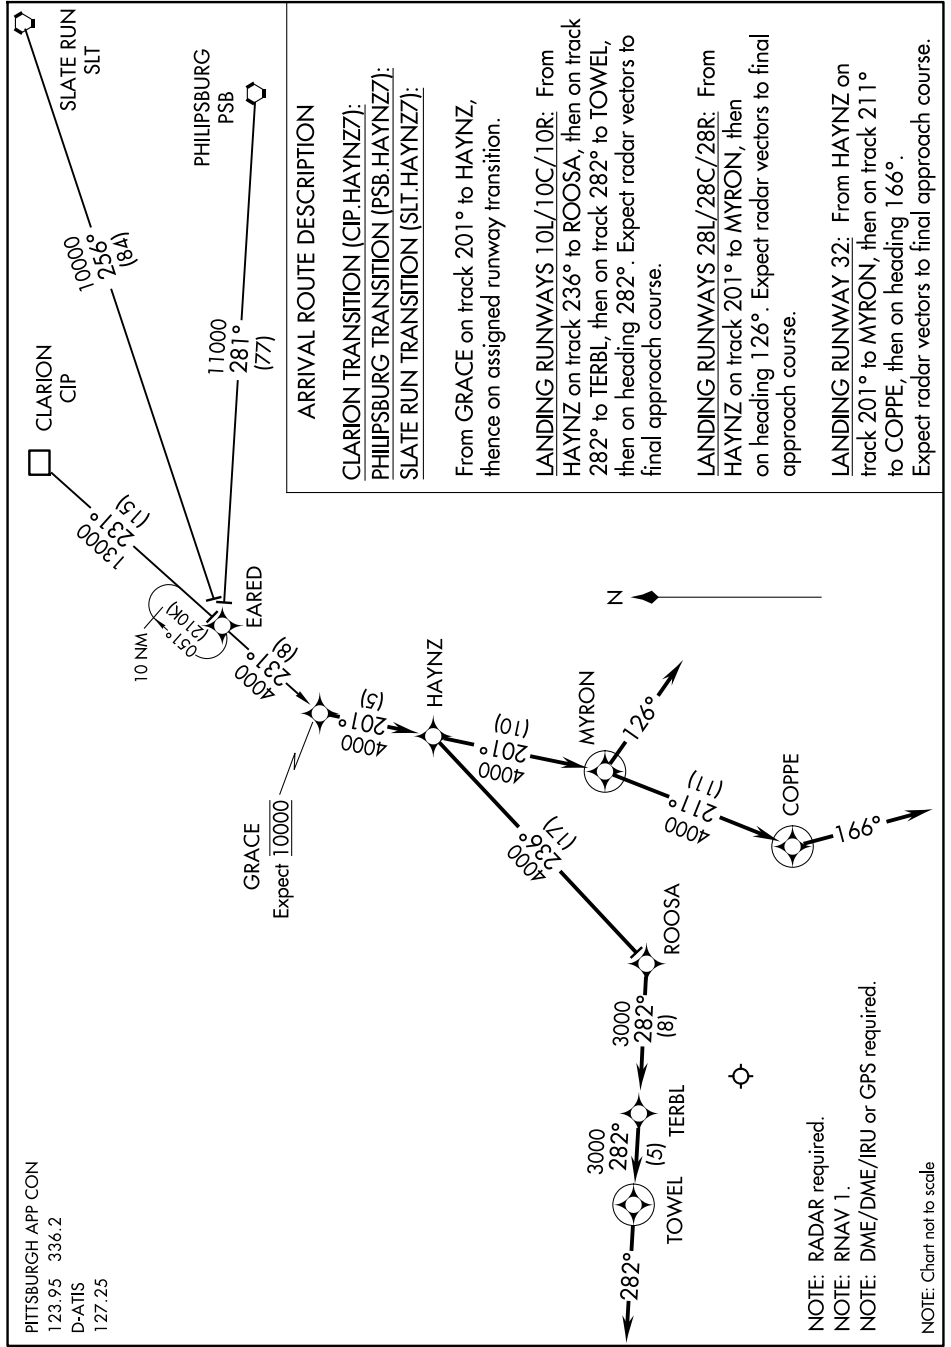 PITTSBURGH APP CON
123.95 336.2
D-ATIS
127.25
SLATE RUN
SLT
PHILIPSBURG
PSB
CLARION
CIP
10000
256°
(84)
11000
281°
(77)
13000
231°
(15)
10 NM
051°
(210K)
EARED
4000
231°
(8)
GRACE
Expect 10000
4000
201°
(5)
HAYNZ
4000
201°
(10)
MYRON
126°
4000
211°
(11)
COPPE
166°
4000
236°
(17)
ROOSA
3000
282°
(8)
TERBL
3000
282°
(5)
TOWEL
282°
N
ARRIVAL ROUTE DESCRIPTION
CLARION TRANSITION (CIP.HAYNZ7):
PHILIPSBURG TRANSITION (PSB.HAYNZ7):
SLATE RUN TRANSITION (SLT.HAYNZ7):
From GRACE on track 201° to HAYNZ,
thence on assigned runway transition.
LANDING RUNWAYS 10L/10C/10R: From
HAYNZ on track 236° to ROOSA, then on track
282° to TERBL, then on track 282° to TOWEL,
then on heading 282°. Expect radar vectors to
final approach course.
LANDING RUNWAYS 28L/28C/28R: From
HAYNZ on track 201° to MYRON, then
on heading 126°. Expect radar vectors to final
approach course.
LANDING RUNWAY 32: From HAYNZ on
track 201° to MYRON, then on track 211°
to COPPE, then on heading 166°.
Expect radar vectors to final approach course.
NOTE: RADAR required.
NOTE: RNAV 1.
NOTE: DME/DME/IRU or GPS required.
NOTE: Chart not to scale